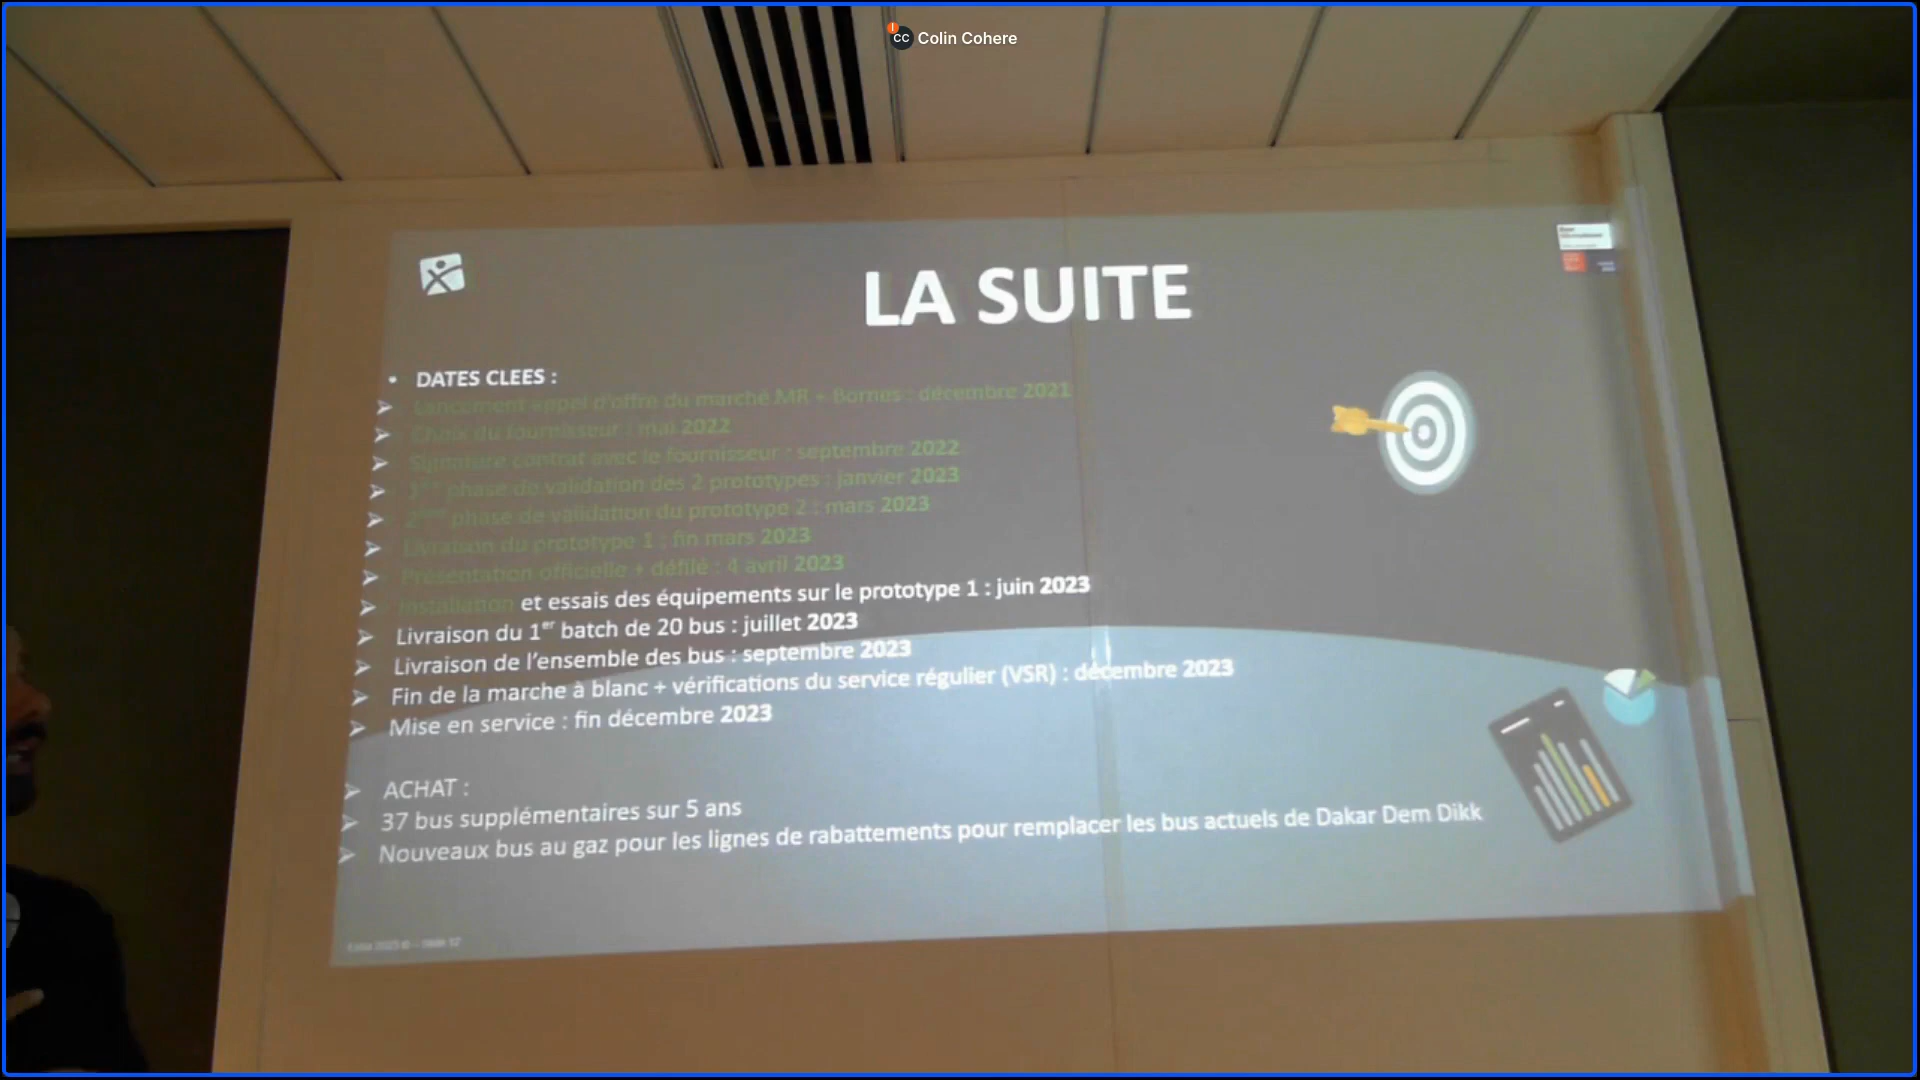 CC Colin Cohere
LA SUITE
• DATES CLEES :
➤ Lancement appel d'offre du marché MR + Bornes : décembre 2021
➤ Choix du fournisseur : mai 2022
➤ Signature contrat avec le fournisseur : septembre 2022
➤ 1ère phase de validation des 2 prototypes : janvier 2023
➤ 2ème phase de validation du prototype 2 : mars 2023
➤ Livraison du prototype 1 : fin mars 2023
➤ Présentation officielle + défilé : 4 avril 2023
➤ Installation et essais des équipements sur le prototype 1 : juin 2023
➤ Livraison du 1er batch de 20 bus : juillet 2023
➤ Livraison de l'ensemble des bus : septembre 2023
➤ Fin de la marche à blanc + vérifications du service régulier (VSR) : décembre 2023
➤ Mise en service : fin décembre 2023
➤ ACHAT :
➤ 37 bus supplémentaires sur 5 ans
➤ Nouveaux bus au gaz pour les lignes de rabattements pour remplacer les bus actuels de Dakar Dem Dikk